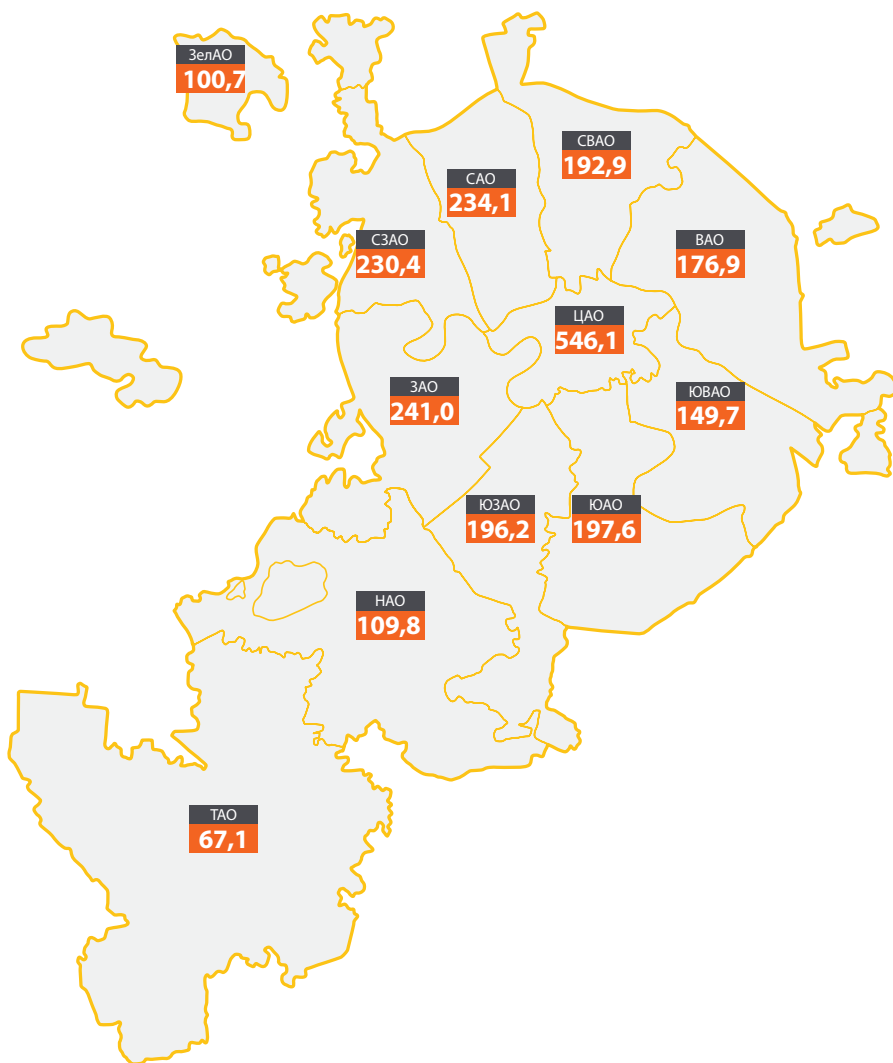 ЗелАО
100,7
СВАО
192,9
САО
234,1
СЗАО
230,4
ВАО
176,9
ЦАО
546,1
ЗАО
241,0
ЮВАО
149,7
ЮЗАО
196,2
ЮАО
197,6
НАО
109,8
ТАО
67,1